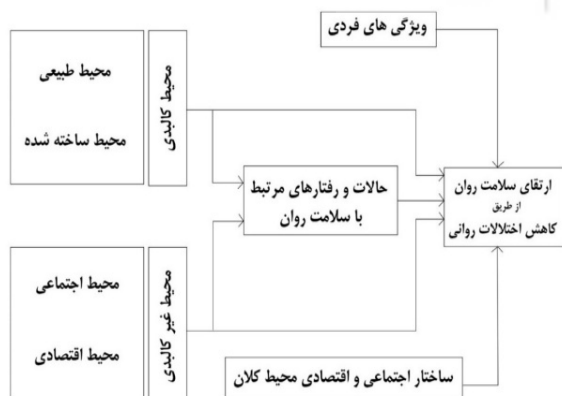 ویژگی های فردی
محیط طبیعی
محیط ساخته شده
محیط کالبدی
حالات و رفتارهای مرتبط
با سلامت روان
ارتقای سلامت روان
از طریق
کاهش اختلالات روانی
محیط اجتماعی
محیط اقتصادی
محیط غیر کالبدی
ساختار اجتماعی و اقتصادی محیط کلان